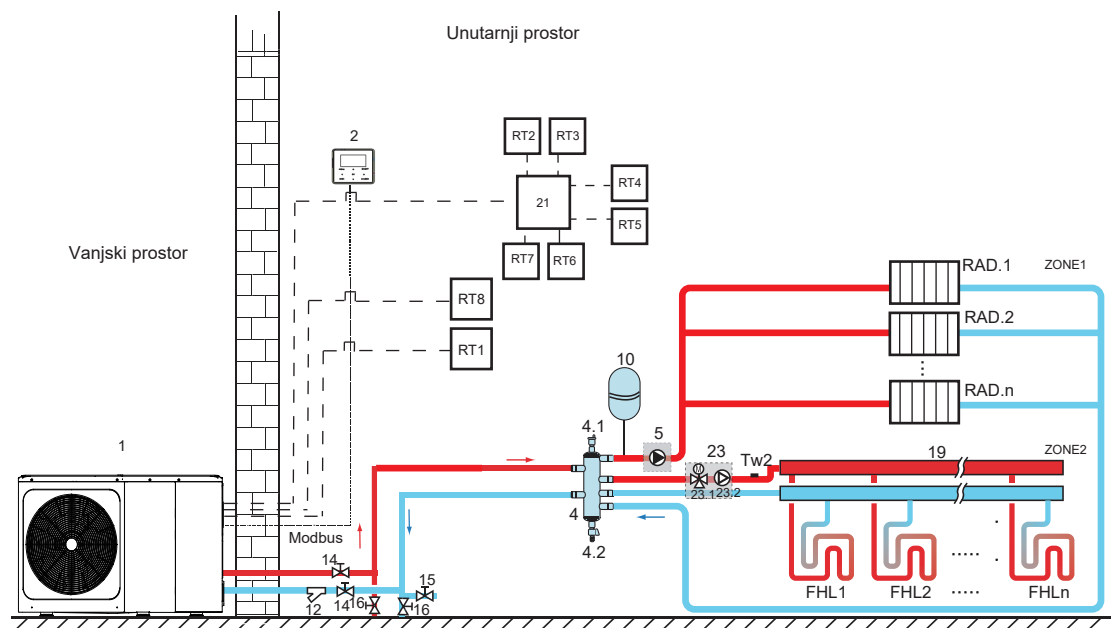 Unutarnji prostor
2
RT2
RT3
RT4
21
RT5
RT7
RT6
Vanjski prostor
RT8
RT1
RAD.1
ZONE1
RAD.2
RAD.n
10
4.1
5
23
Tw2
19
ZONE2
1
23.1
23.2
4
4.2
Modbus
14
12
14
16
16
15
FHL1
FHL2
.....
FHLn